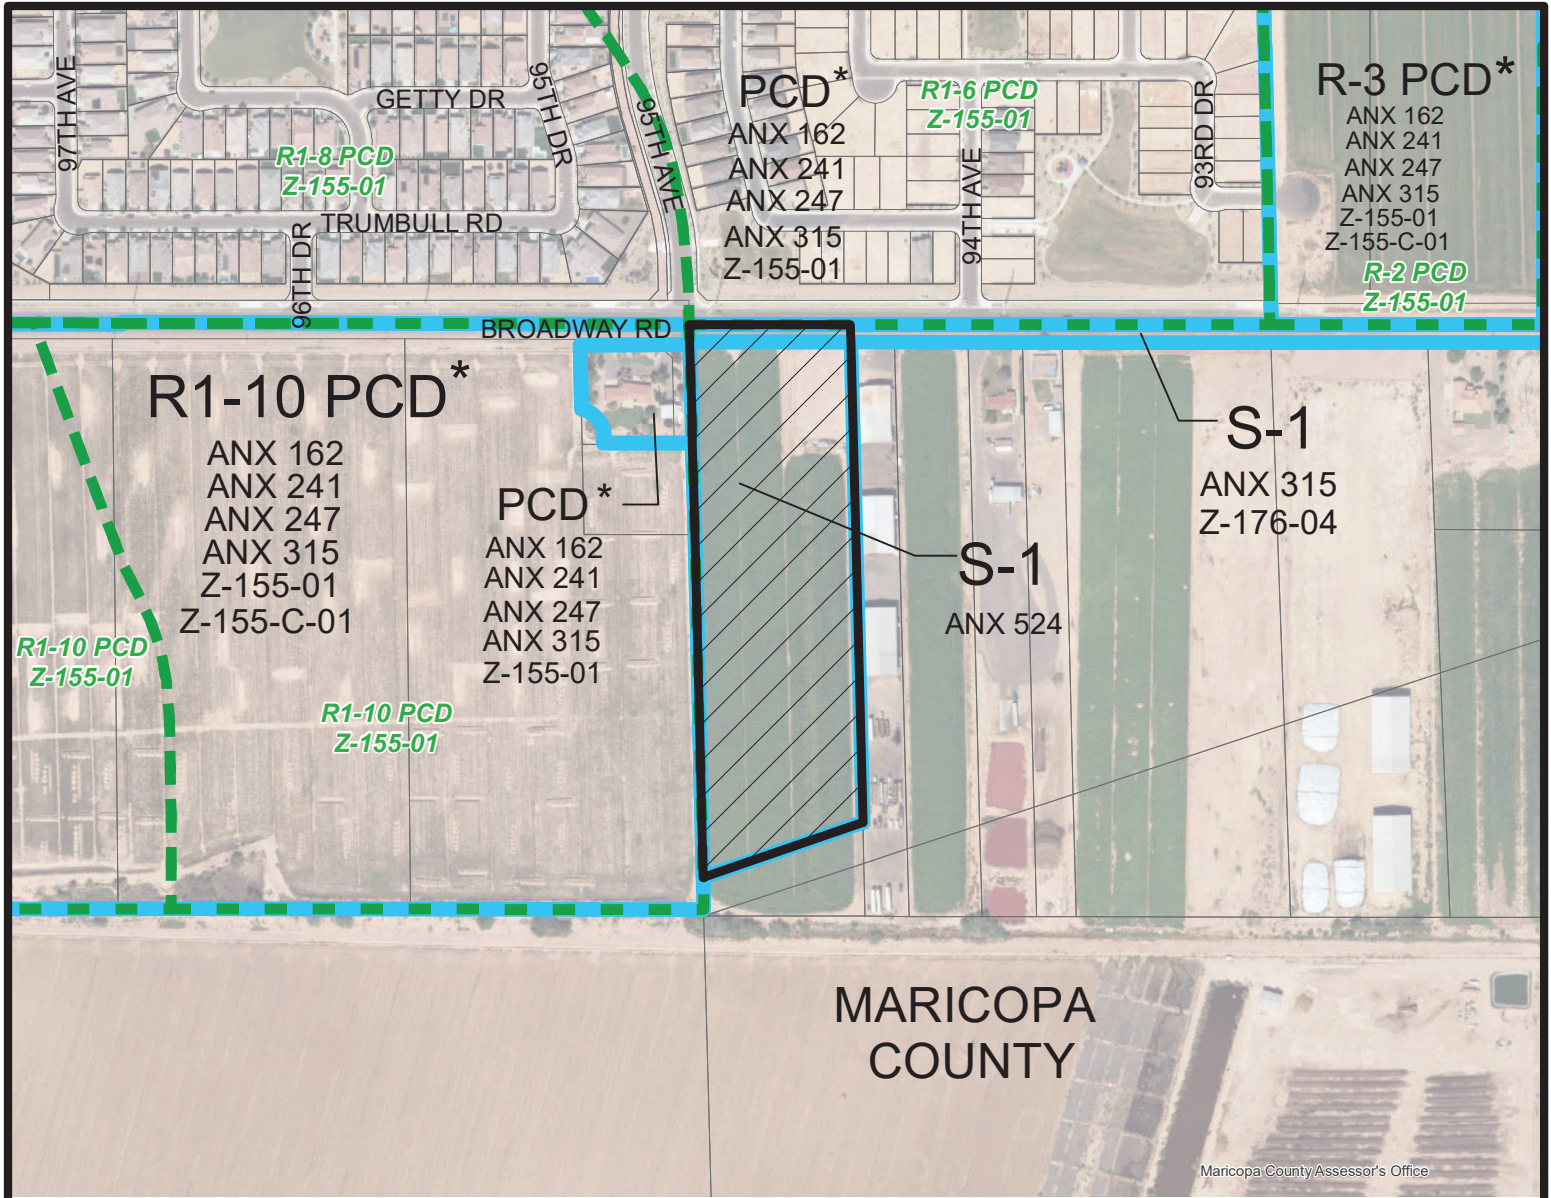 97TH AVE
GETTY DR
95TH DR
95TH AVE
R1-8 PCD
Z-155-01
TRUMBULL RD
96TH DR
PCD*
ANX 162
ANX 241
ANX 247
ANX 315
Z-155-01
R1-6 PCD
Z-155-01
94TH AVE
93RD DR
R-3 PCD*
ANX 162
ANX 241
ANX 247
ANX 315
Z-155-01
Z-155-C-01
R-2 PCD
Z-155-01
BROADWAY RD
R1-10 PCD*
ANX 162
ANX 241
ANX 247
ANX 315
Z-155-01
Z-155-C-01
R1-10 PCD
Z-155-01
R1-10 PCD
Z-155-01
PCD*
ANX 162
ANX 241
ANX 247
ANX 315
Z-155-01
S-1
ANX 524
S-1
ANX 315
Z-176-04
MARICOPA
COUNTY
Maricopa County Assessor's Office